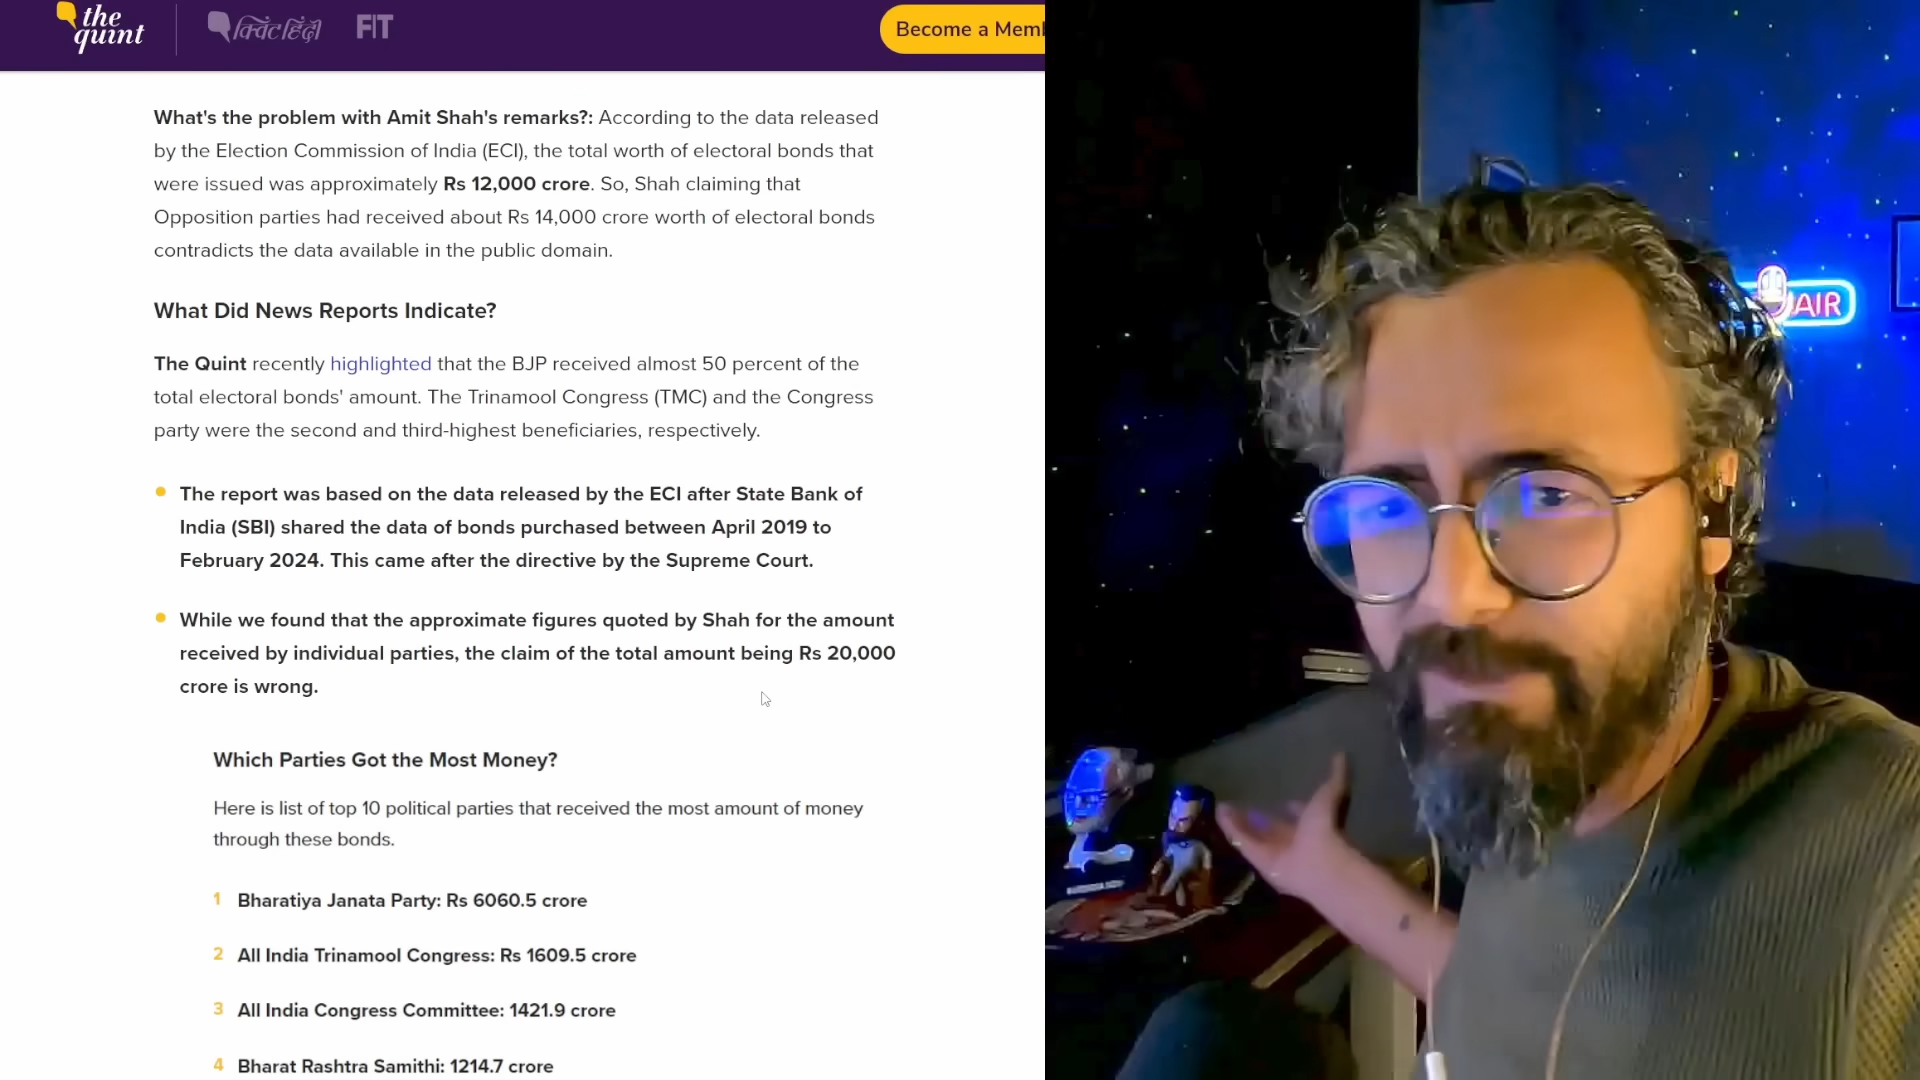 the
quint
क्विंट हिंदी
FIT
Become a Mem
What's the problem with Amit Shah's remarks?: According to the data released
by the Election Commission of India (ECI), the total worth of electoral bonds that
were issued was approximately Rs 12,000 crore. So, Shah claiming that
Opposition parties had received about Rs 14,000 crore worth of electoral bonds
contradicts the data available in the public domain.
What Did News Reports Indicate?
The Quint recently highlighted that the BJP received almost 50 percent of the
total electoral bonds' amount. The Trinamool Congress (TMC) and the Congress
party were the second and third-highest beneficiaries, respectively.
The report was based on the data released by the ECI after State Bank of
India (SBI) shared the data of bonds purchased between April 2019 to
February 2024. This came after the directive by the Supreme Court.
While we found that the approximate figures quoted by Shah for the amount
received by individual parties, the claim of the total amount being Rs 20,000
crore is wrong.
Which Parties Got the Most Money?
Here is list of top 10 political parties that received the most amount of money
through these bonds.
1 Bharatiya Janata Party: Rs 6060.5 crore
2 All India Trinamool Congress: Rs 1609.5 crore
3 All India Congress Committee: 1421.9 crore
4 Bharat Rashtra Samithi: 1214.7 crore
AIR